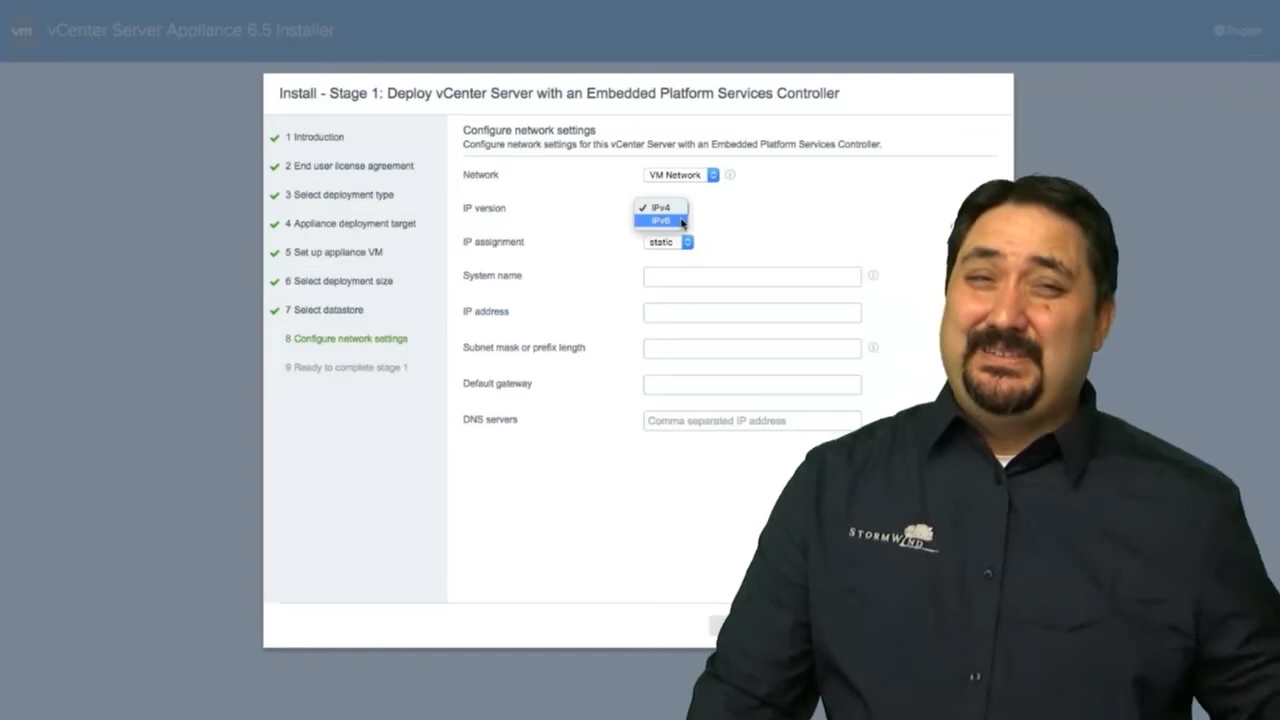 vm vCenter Server Appliance 6.5 Installer
English
Install - Stage 1: Deploy vCenter Server with an Embedded Platform Services Controller
1 Introduction
2 End user license agreement
3 Select deployment type
4 Appliance deployment target
5 Set up appliance VM
6 Select deployment size
7 Select datastore
8 Configure network settings
9 Ready to complete stage 1
Configure network settings
Configure network settings for this vCenter Server with an Embedded Platform Services Controller.
Network VM Network
IP version IPv4
IPv6
IP assignment static
System name
IP address
Subnet mask or prefix length
Default gateway
DNS servers Comma separated IP address
STORMWIND